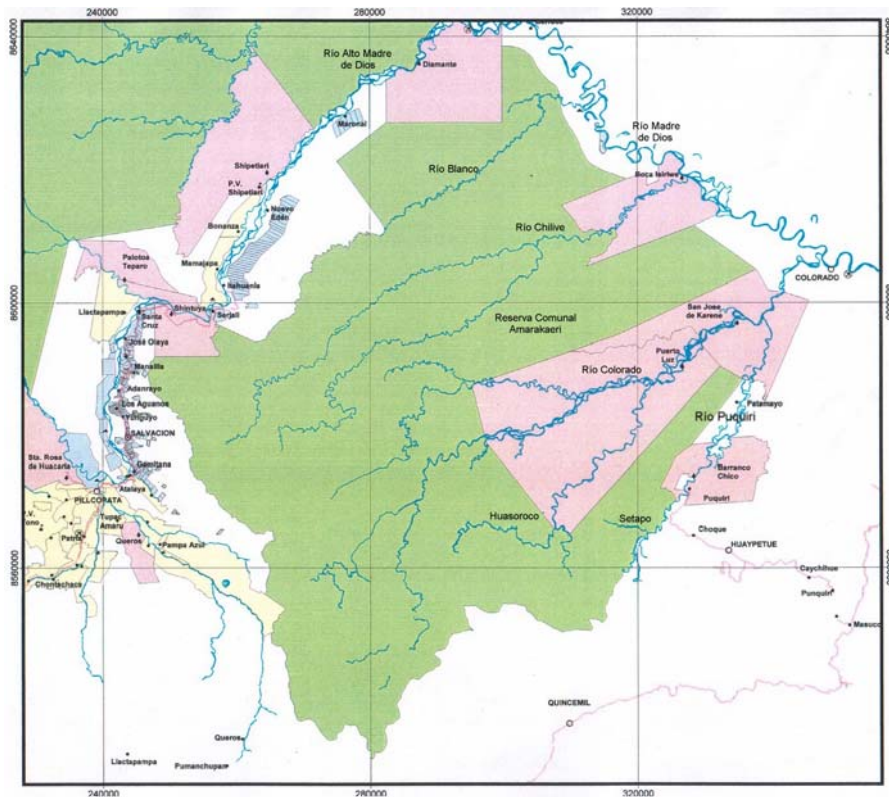 240000
280000
320000
8640000
Río Alto Madre
de Dios
Diamante
Maronal
Río Madre
de Dios
Shipetiari
P.V.
Shipetiari
Río Blanco
Boca Isiriwe
Nuevo
Edén
Bonanza
Río Chilive
Palotoa
Teparo
Mamajapa
Itahuania
COLORADO
8600000
Llactapampa
Santa
Cruz
Shintuya
Serjali
Reserva Comunal
Amarakaeri
San Jose
de Karene
José Olaya
Mansilla
Puerto
Luz
Río Colorado
Adanrayo
Los Aguanos
Yunguyo
SALVACION
Patamayo
Río Puquiri
Sta. Rosa
de Huacaria
Gamitana
Atalaya
Barranco
Chico
Puquiri
PILLCOPATA
Tupac
Amaru
Patria
Queros
Pampa Azul
Huasoroco
Setapo
Choque
HUAYPETUE
8560000
Chontachaca
Caychihue
Punquiri
Masuco
QUINCEMIL
Queros
Llactapampa
Pumanchupan
240000
280000
320000